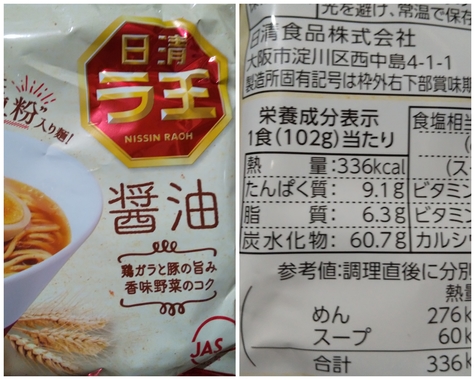 日清
ラ王
NISSIN RAOH
粉入り麺!
醤油
鶏ガラと豚の旨み
香味野菜のコク
JAS
光を避け、常温で保存
日清食品株式会社
大阪市淀川区西中島4-1-1
製造所固有記号は枠外右下部賞味期
栄養成分表示
1食(102g)当たり
熱量:336kcal
たんぱく質: 9.1g
脂質: 6.3g
炭水化物: 60.7g
食塩相当
(
(ス
ビタミン
ビタミン
カルシ
参考値:調理直後に分別
熱量
めん 276k
スープ 60k
合計 336k